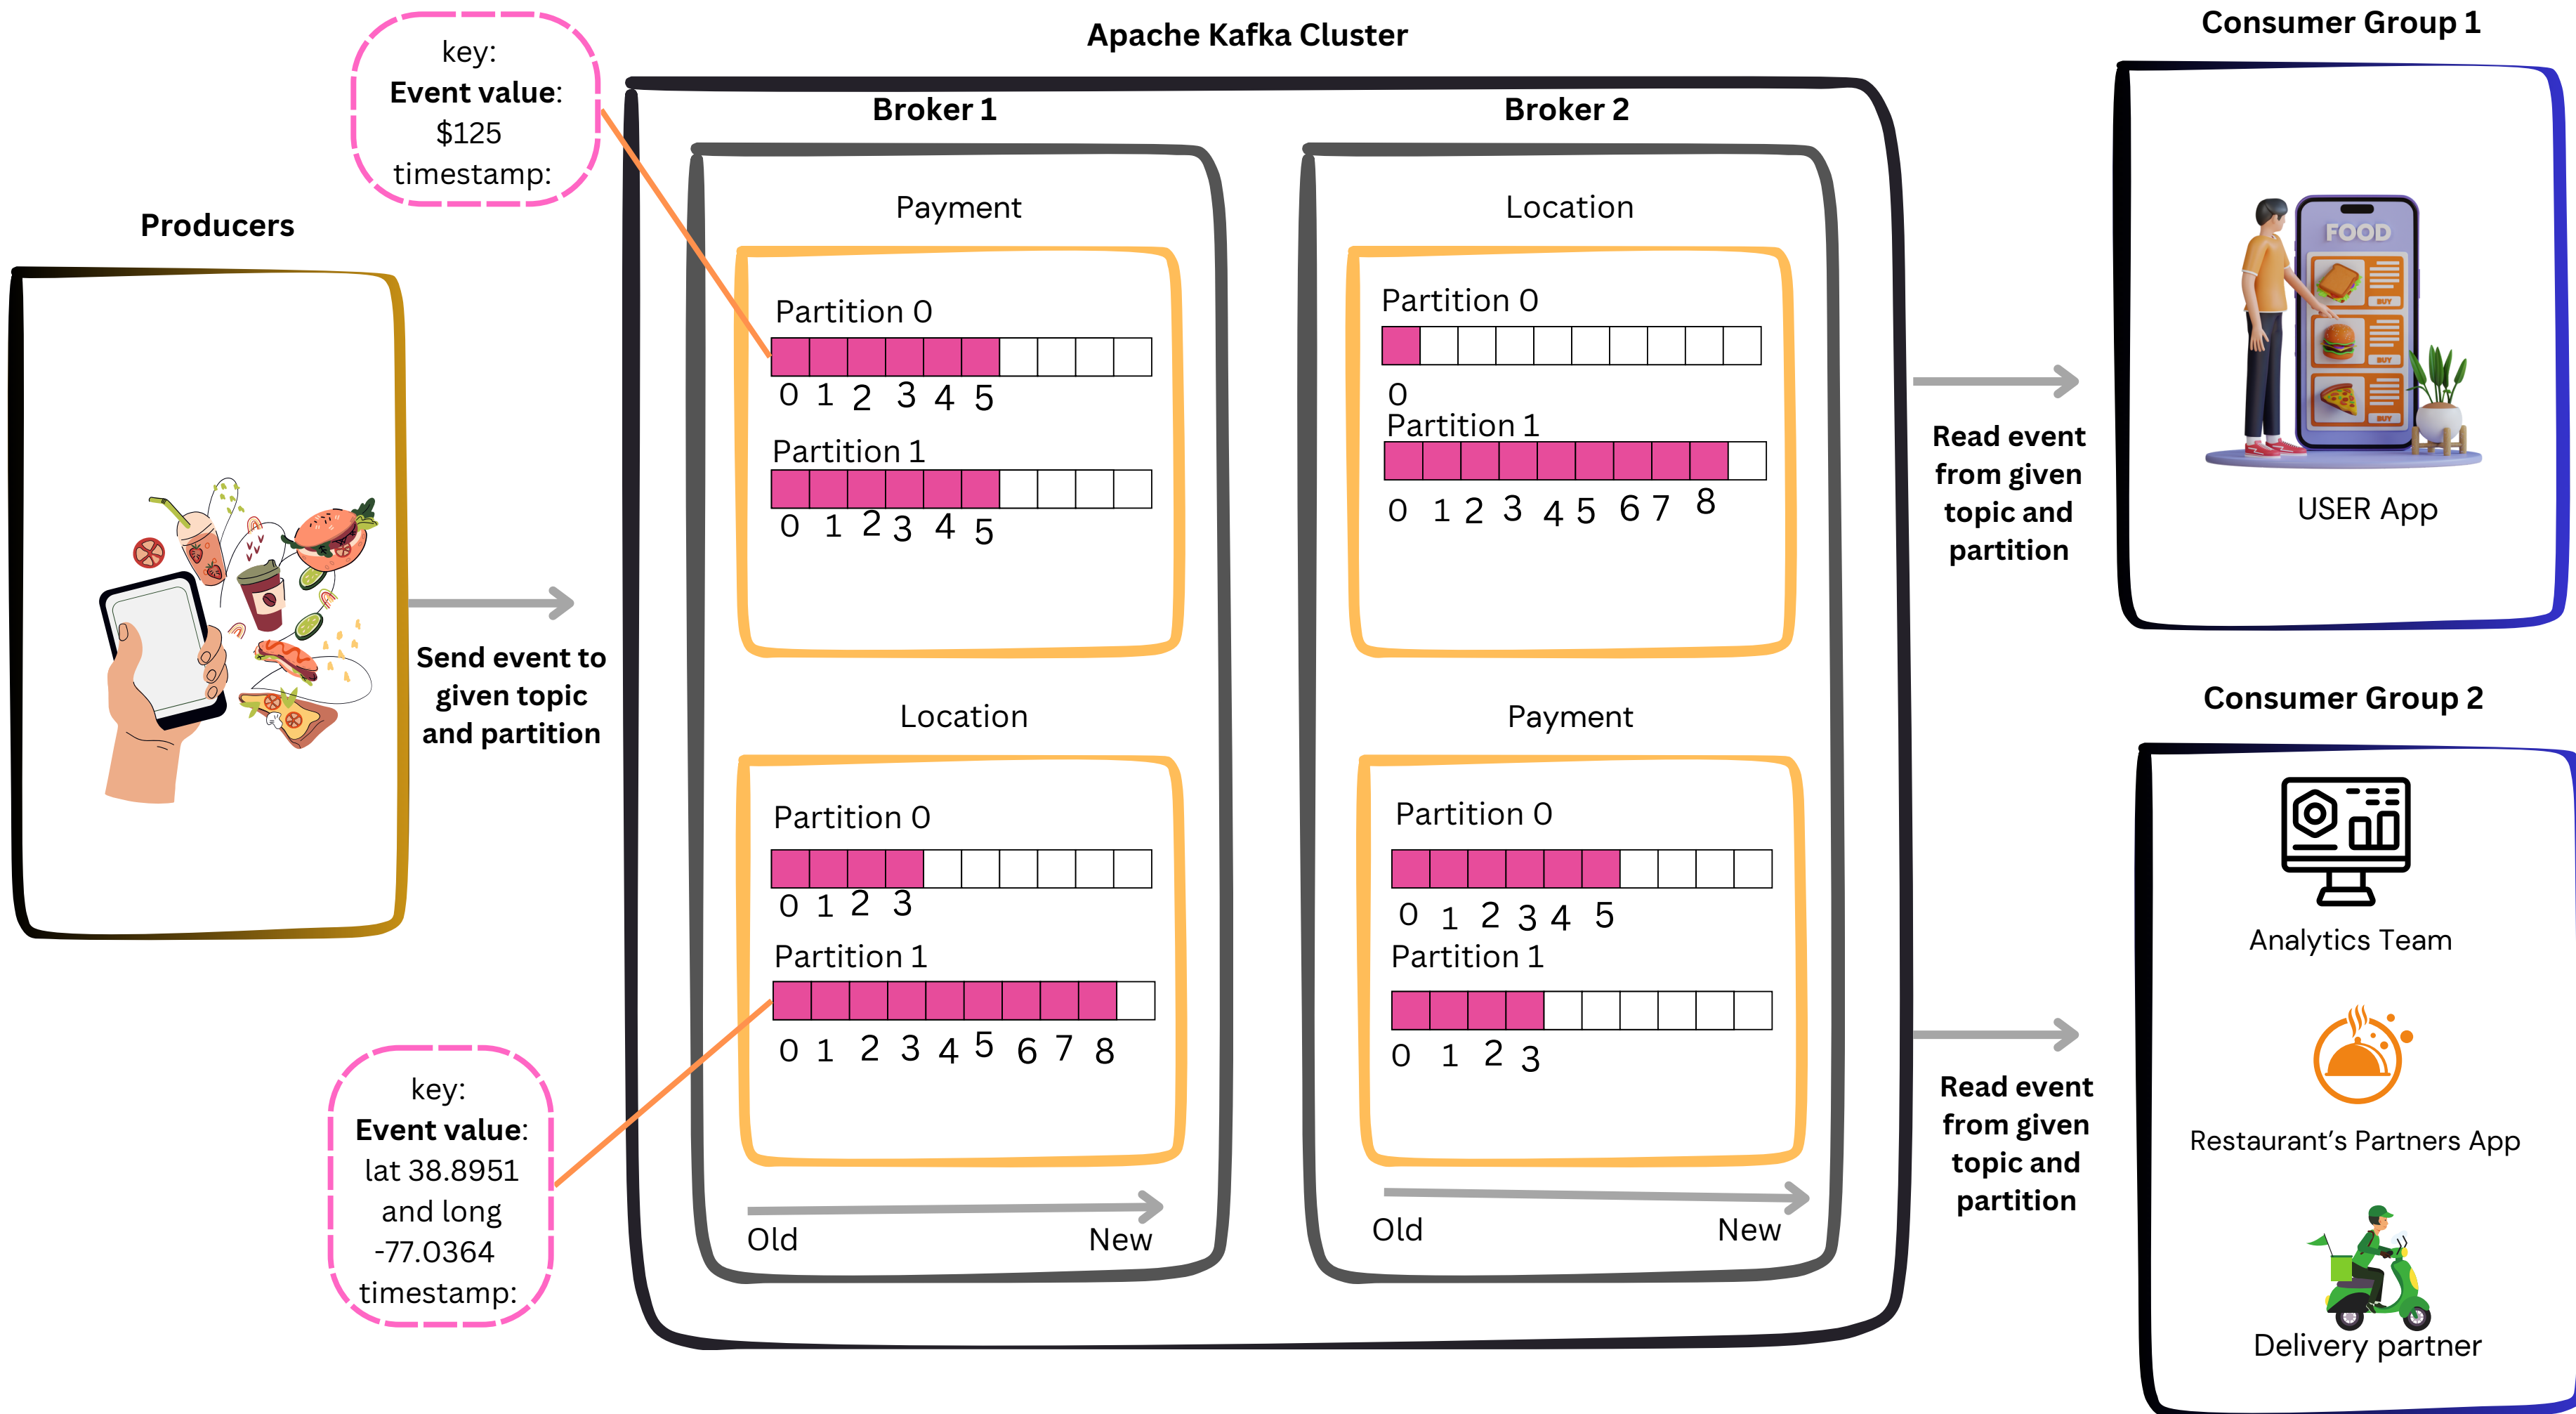 Apache Kafka Cluster
Consumer Group 1
key:
Event value:
$125
timestamp:
Producers
Send event to
given topic
and partition
key:
Event value:
lat 38.8951
and long
-77.0364
timestamp:
Broker 1
Payment
Partition 0
0 1 2 3 4 5
Partition 1
0 1 2 3 4 5
Location
Partition 0
0 1 2 3
Partition 1
0 1 2 3 4 5 6 7 8
Old New
Broker 2
Location
Partition 0
0
Partition 1
0 1 2 3 4 5 6 7 8
Payment
Partition 0
0 1 2 3 4 5
Partition 1
0 1 2 3
Old New
Read event
from given
topic and
partition
FOOD
BUY
BUY
BUY
USER App
Read event
from given
topic and
partition
Consumer Group 2
Analytics Team
Restaurant’s Partners App
Delivery partner